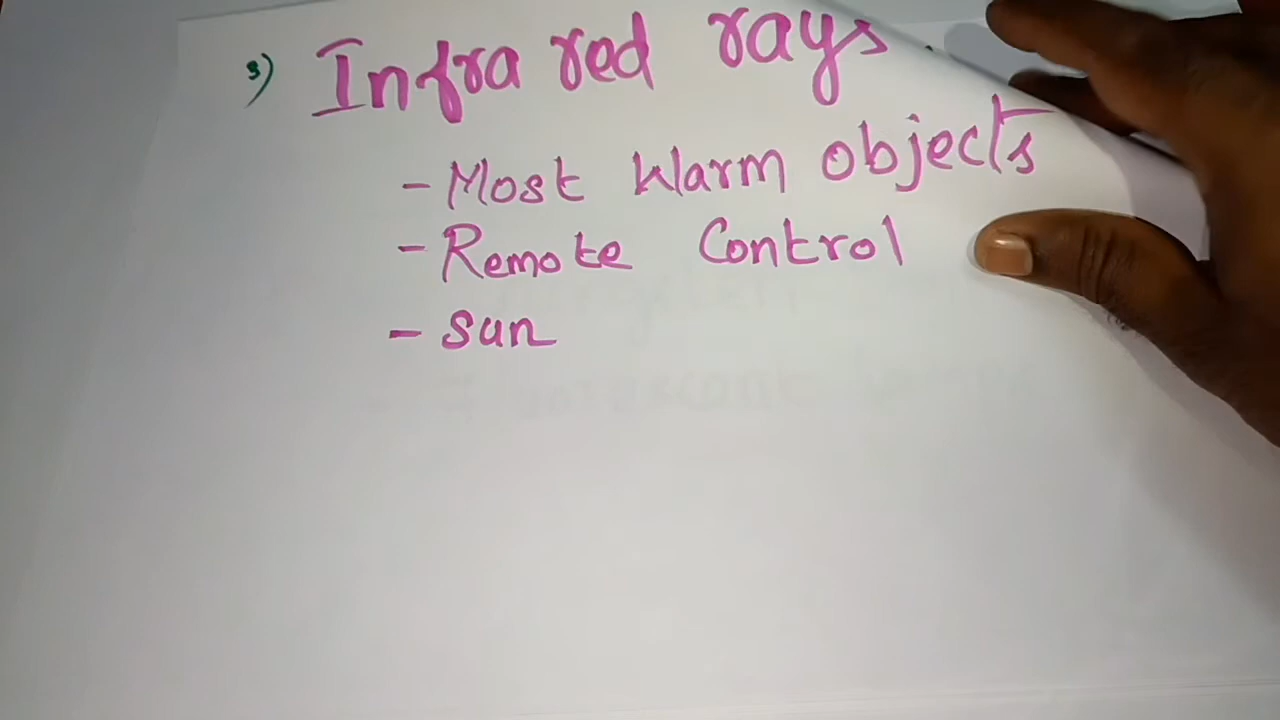 3) Infra red rays
- Most Warm objects
- Remote Control
- Sun